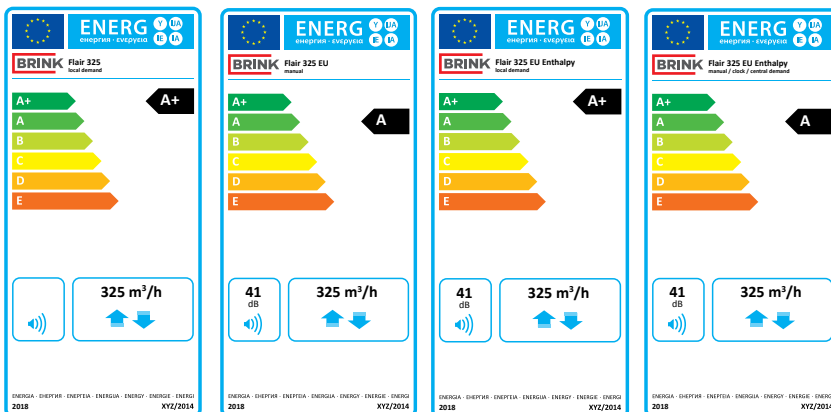 ENERG Y IJA
енергия · ενεργεια IE IA
BRINK Flair 325
local demand
A+ A+
A
B
C
D
E
325 m³/h
ENERGIA · ЕНЕРГИЯ · ΕΝΕΡΓΕΙΑ · ENERGIJA · ENERGY · ENERGIE · ENERGI
2018 XYZ/2014
ENERG Y IJA
енергия · ενεργεια IE IA
BRINK Flair 325 EU
manual
A+
A A
B
C
D
E
41
dB
325 m³/h
ENERGIA · ЕНЕРГИЯ · ΕΝΕΡΓΕΙΑ · ENERGIJA · ENERGY · ENERGIE · ENERGI
2018 XYZ/2014
ENERG Y IJA
енергия · ενεργεια IE IA
BRINK Flair 325 EU Enthalpy
local demand
A+ A+
A
B
C
D
E
41
dB
325 m³/h
ENERGIA · ЕНЕРГИЯ · ΕΝΕΡΓΕΙΑ · ENERGIJA · ENERGY · ENERGIE · ENERGI
2018 XYZ/2014
ENERG Y IJA
енергия · ενεργεια IE IA
BRINK Flair 325 EU Enthalpy
manual / clock / central demand
A+
A A
B
C
D
E
41
dB
325 m³/h
ENERGIA · ЕНЕРГИЯ · ΕΝΕΡΓΕΙΑ · ENERGIJA · ENERGY · ENERGIE · ENERG
2018 XYZ/2014